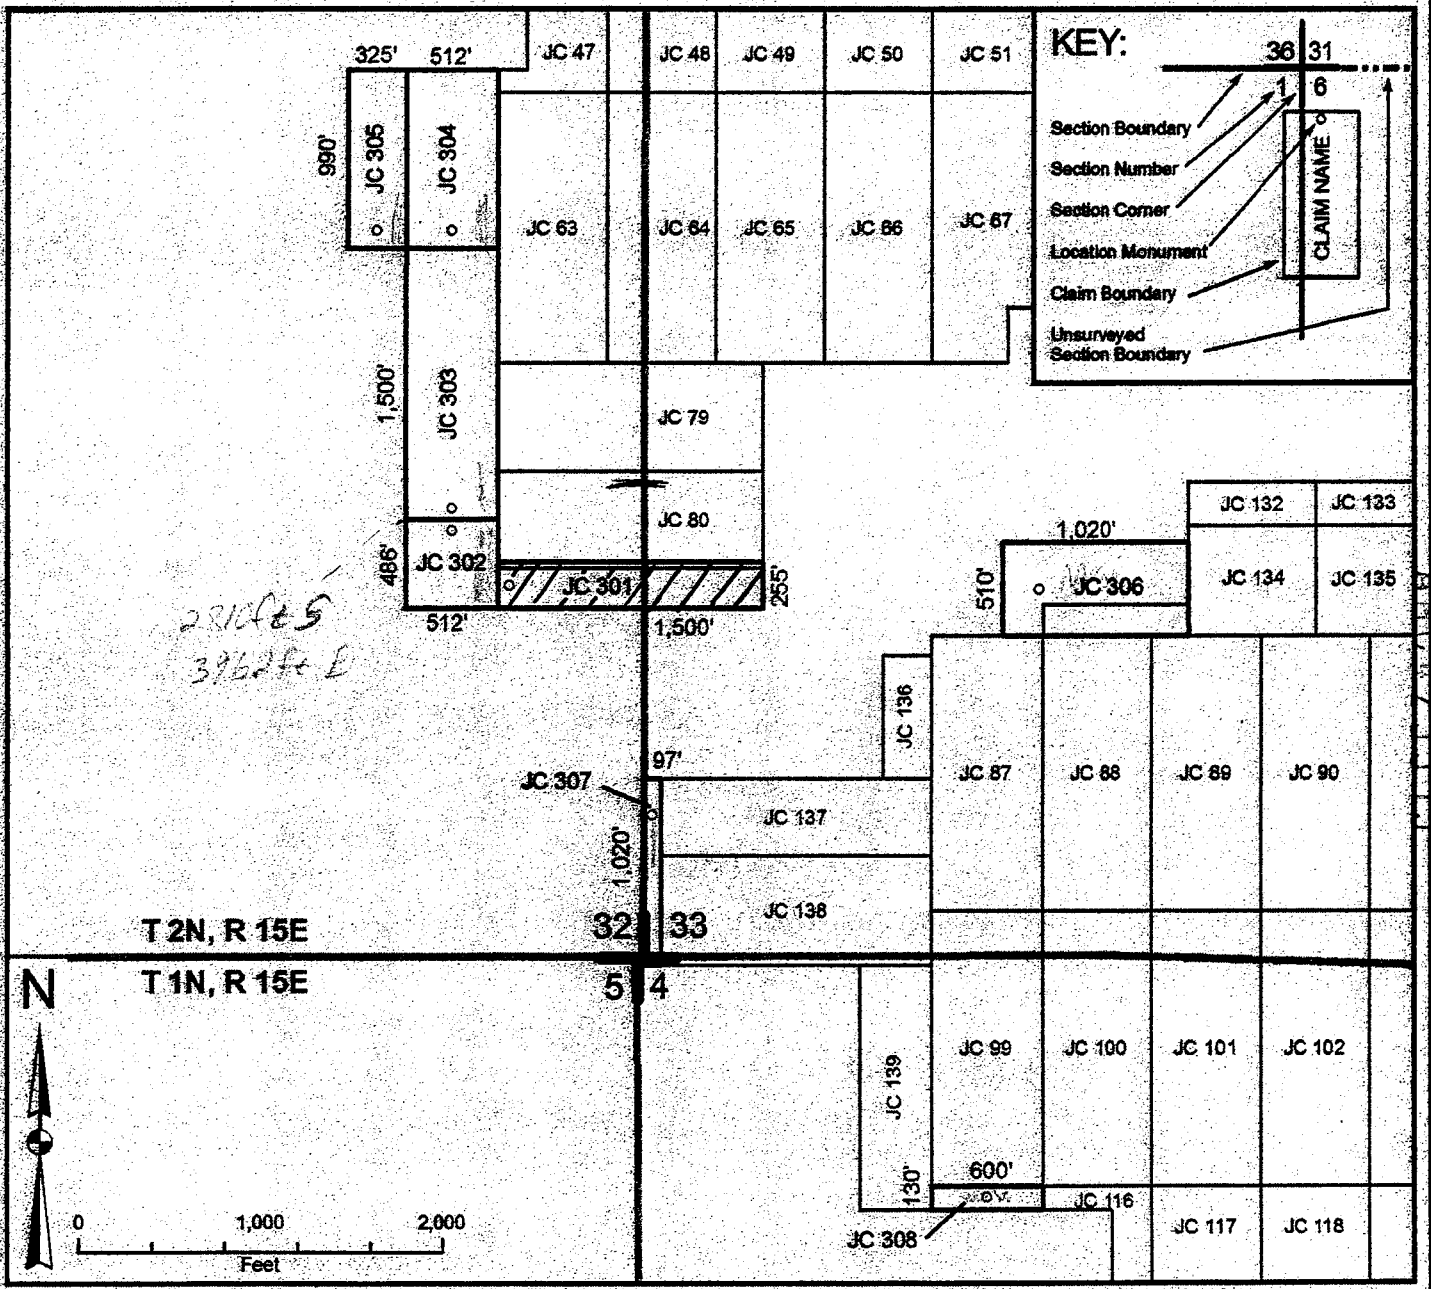 JC 47
JC 48
JC 49
JC 50
JC 51
KEY:
36 31
1 6
Section Boundary
Section Number
Section Corner
Location Monument
Claim Boundary
Unsurveyed
Section Boundary
CLAIM NAME
325' 512'
990'
JC 305
JC 304
JC 63
JC 64
JC 65
JC 66
JC 67
1,500'
JC 303
JC 79
JC 80
486'
JC 302
JC 301
255'
512'
1,500'
2310ft S
3962ft E
JC 132
JC 133
1,020'
510'
JC 306
JC 134
JC 135
JC 136
97'
JC 307
JC 87
JC 88
JC 89
JC 90
JC 137
1,020'
JC 138
T 2N, R 15E
32 33
T 1N, R 15E
5 4
N
JC 139
JC 99
JC 100
JC 101
JC 102
130'
600'
JC 116
JC 308
JC 117
JC 118
0 1,000 2,000
Feet